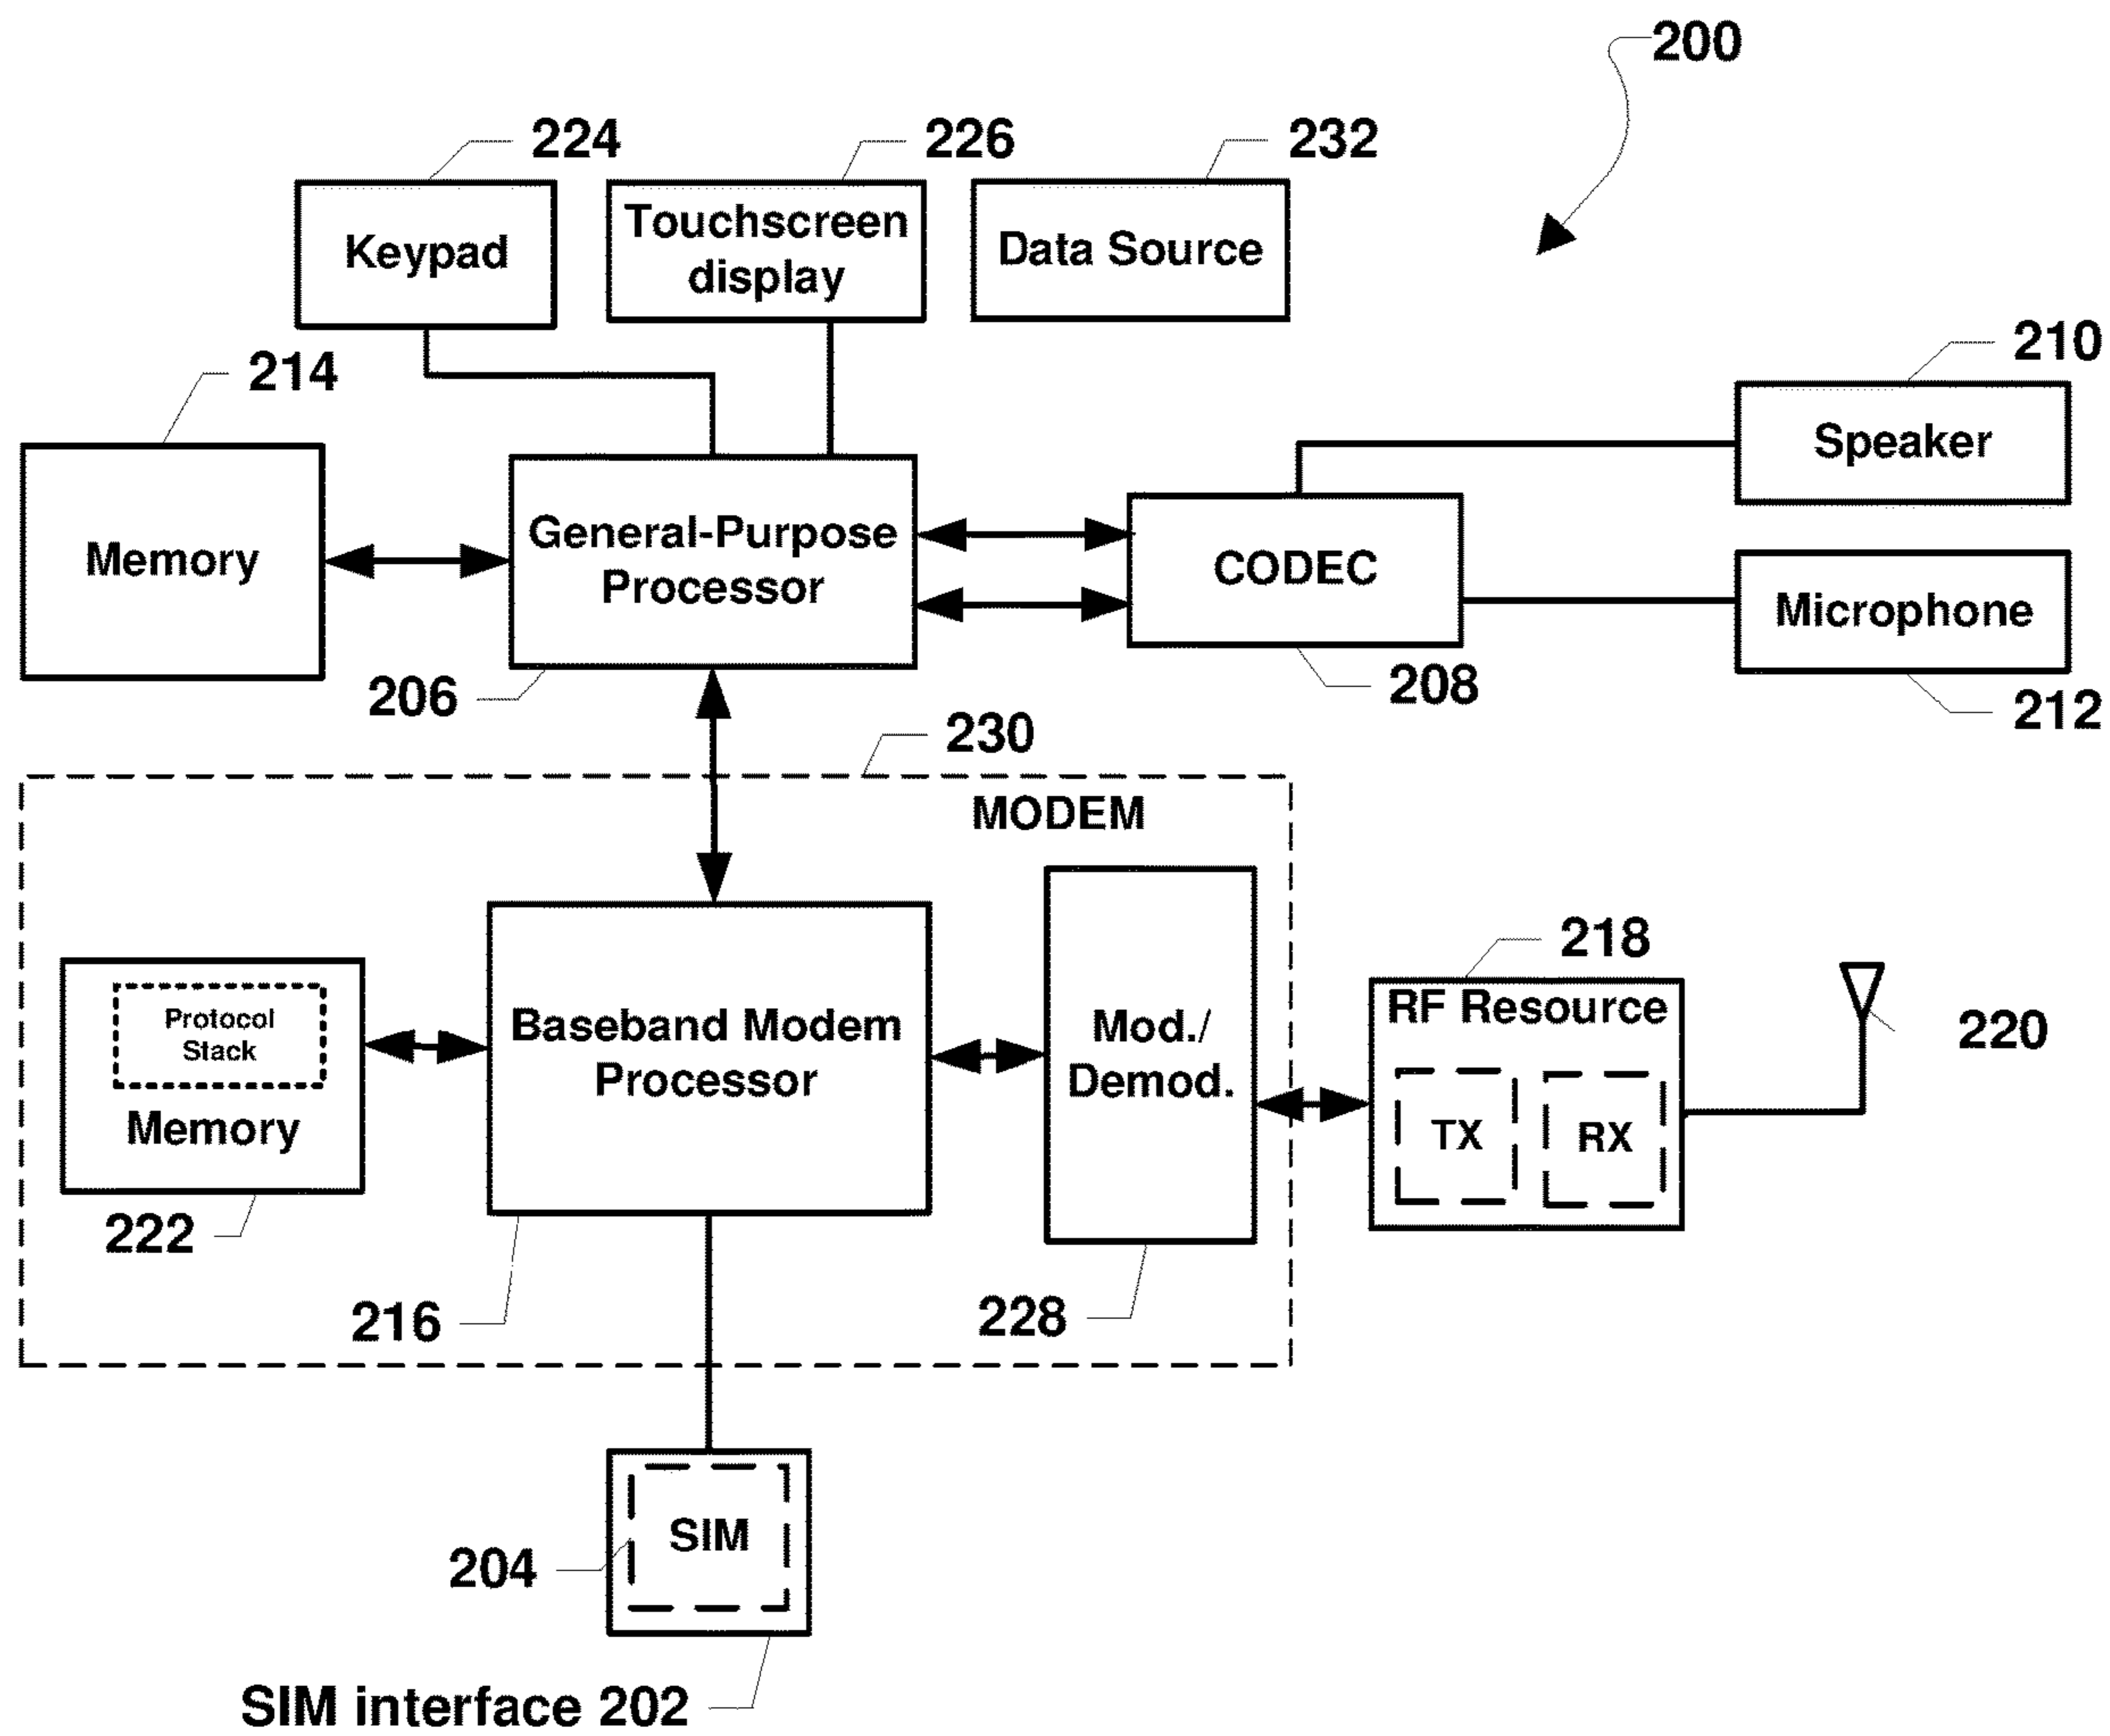 200
224
226
232
Keypad
Touchscreen
display
Data Source
214
210
Speaker
Memory
General-Purpose
Processor
CODEC
Microphone
206
208
212
230
MODEM
218
RF Resource
220
Protocol
Stack
Memory
Baseband Modem
Processor
Mod./
Demod.
TX
RX
222
216
228
SIM
204
SIM interface 202